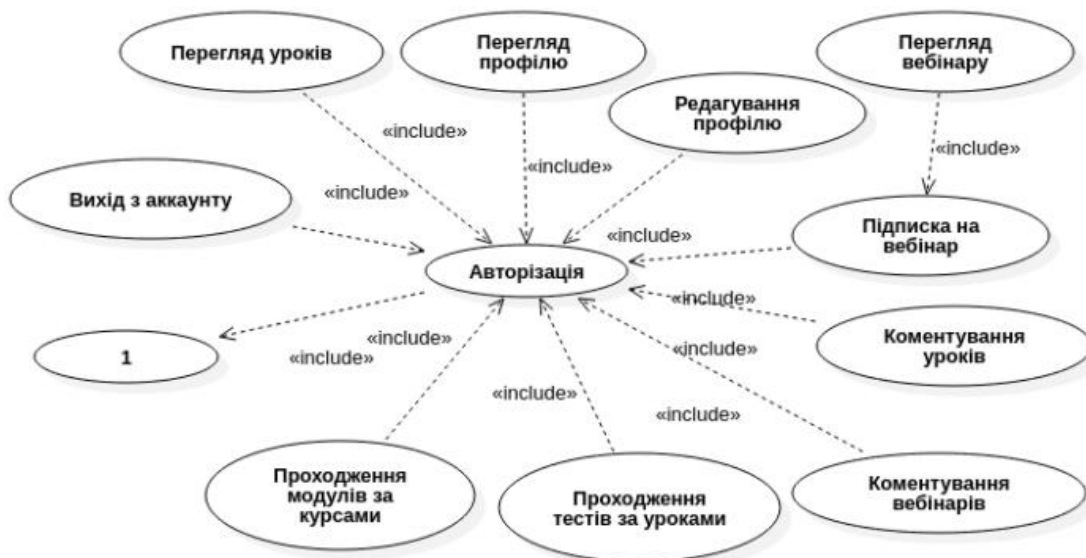 Перегляд уроків
Перегляд
профілю
Перегляд
вебінару
Редагування
профілю
«include»
«include»
«include»
Вихід з аккаунту
«include»
Підписка на
вебінар
«include»
Авторізація
«include»
Коментування
уроків
1
«include»
«include»
«include»
«include»
«include»
Проходження
модулів за
курсами
Проходження
тестів за уроками
Коментування
вебінарів